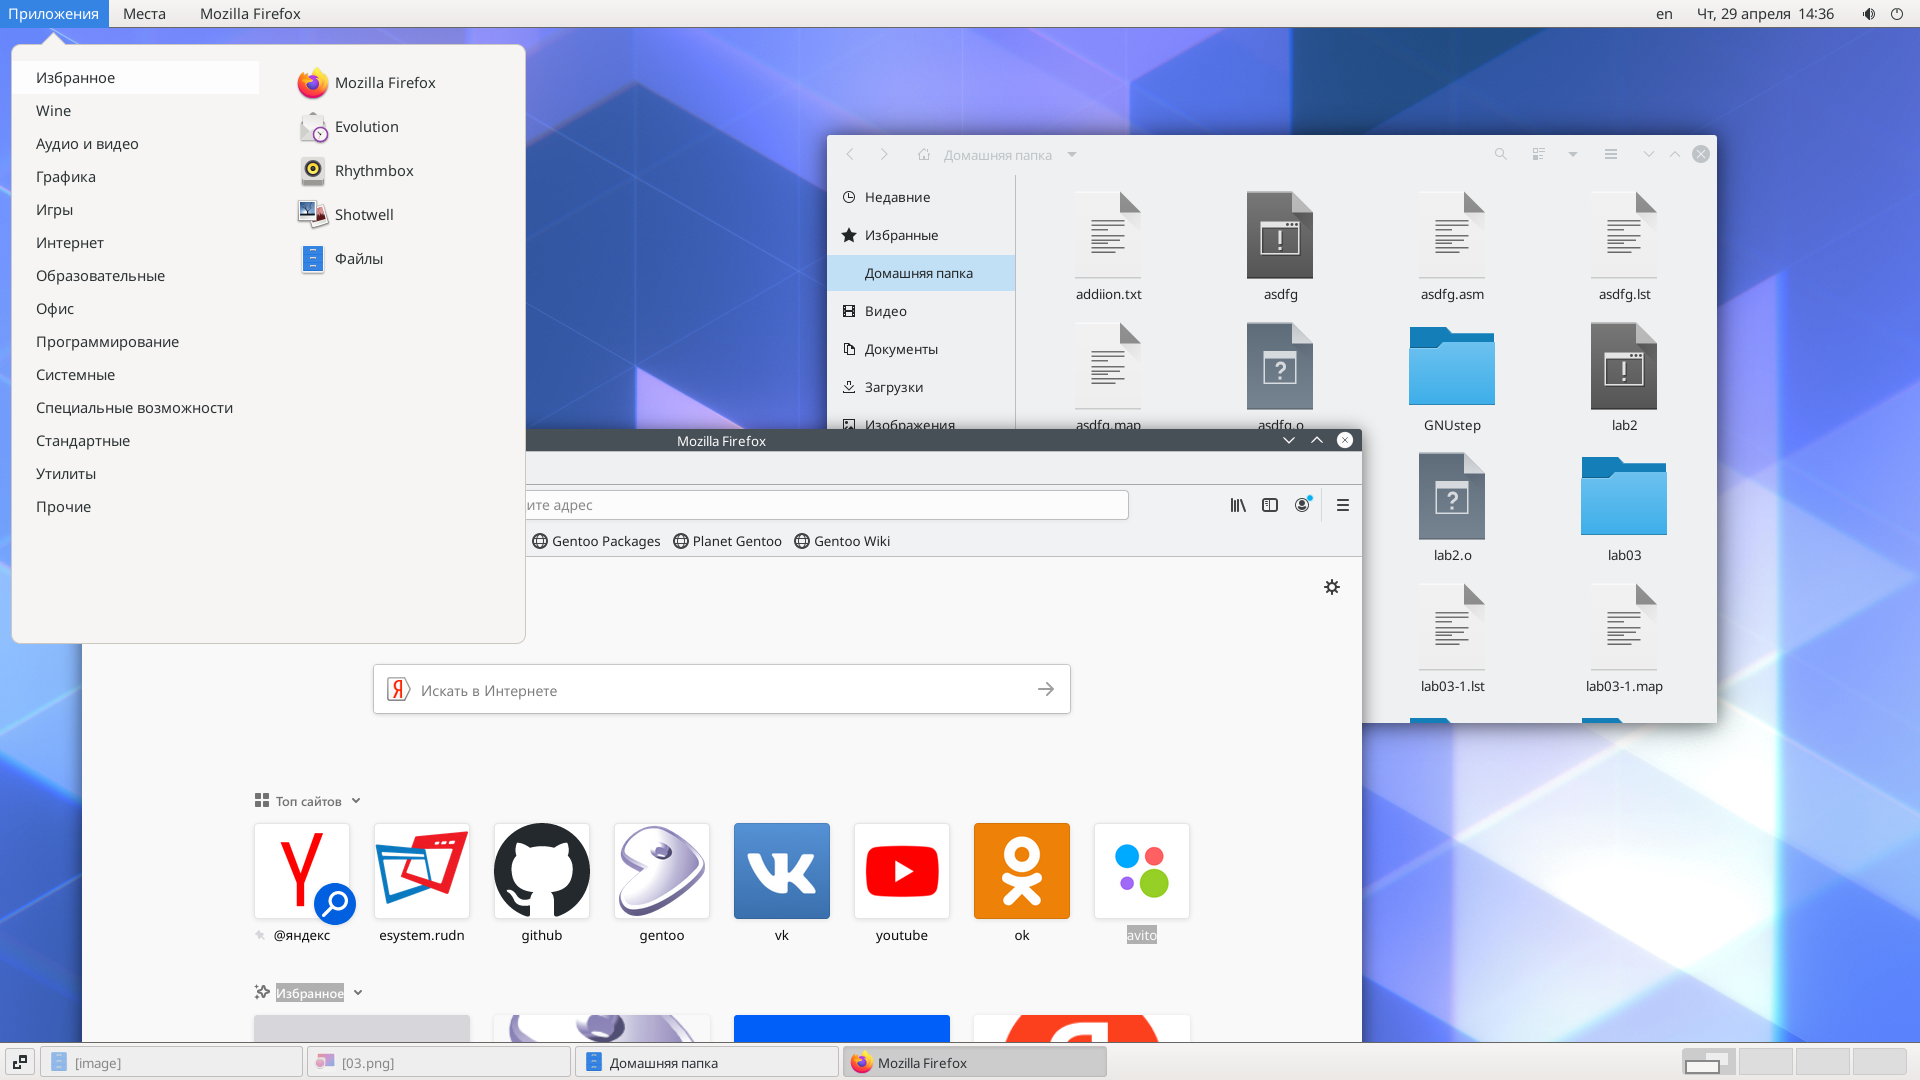 Приложения
Места
Mozilla Firefox
en
Чт, 29 апреля 14:36
Избранное
Wine
Аудио и видео
Графика
Игры
Интернет
Образовательные
Офис
Программирование
Системные
Специальные возможности
Стандартные
Утилиты
Прочие
Mozilla Firefox
Evolution
Rhythmbox
Shotwell
Файлы
Домашняя папка
Недавние
Избранные
Домашняя папка
Видео
Документы
Загрузки
Изображения
addiion.txt
asdfg
asdfg.asm
asdfg.lst
asdfg.map
asdfg.o
GNUstep
lab2
lab2.o
lab03
lab03-1.lst
lab03-1.map
Mozilla Firefox
ите адрес
Gentoo Packages
Planet Gentoo
Gentoo Wiki
Я
Искать в Интернете
Топ сайтов
@яндекс
esystem.rudn
github
gentoo
vk
youtube
ok
avito
Избранное
[image]
[03.png]
Домашняя папка
Mozilla Firefox